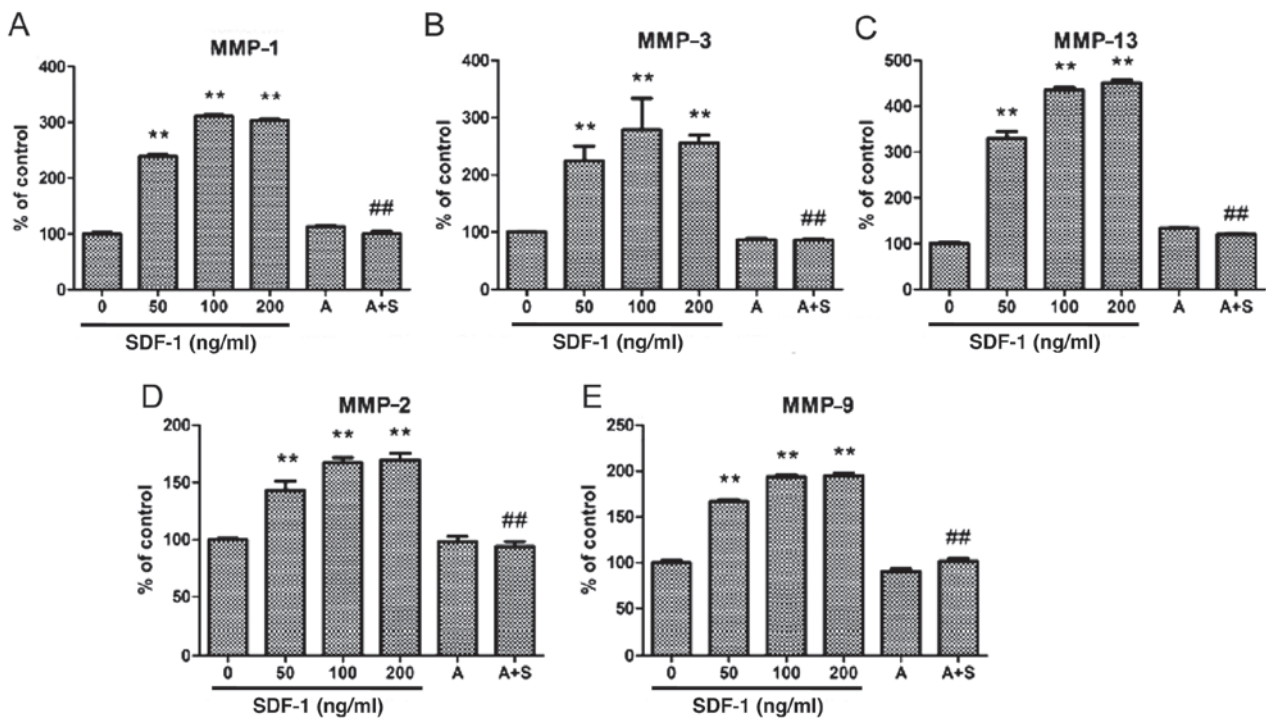 A
MMP-1
% of control
400
300
200
100
0
** ** **
##
0 50 100 200 A A+S
SDF-1 (ng/ml)
B
MMP-3
% of control
400
300
200
100
0
** ** **
##
0 50 100 200 A A+S
SDF-1 (ng/ml)
C
MMP-13
% of control
500
400
300
200
100
0
** ** **
##
0 50 100 200 A A+S
SDF-1 (ng/ml)
D
MMP-2
% of control
200
150
100
50
0
** ** **
##
0 50 100 200 A A+S
SDF-1 (ng/ml)
E
MMP-9
% of control
250
200
150
100
50
0
** ** **
##
0 50 100 200 A A+S
SDF-1 (ng/ml)